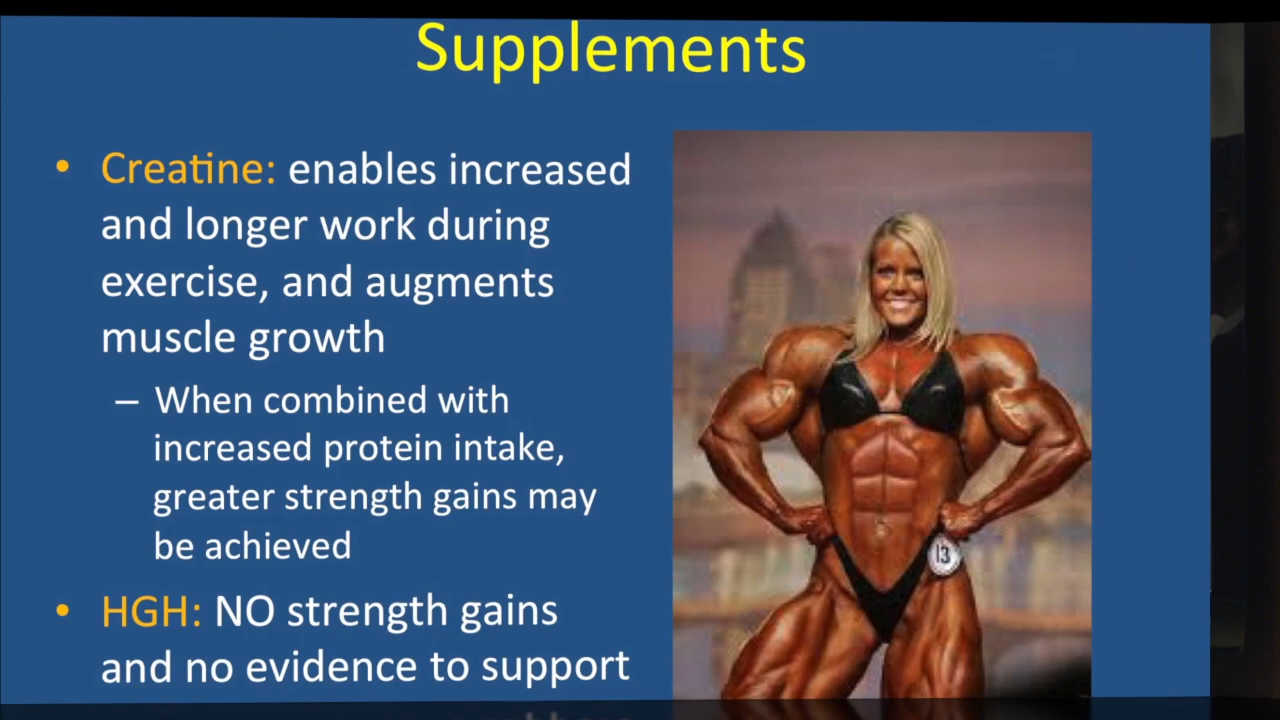 Supplements
• Creatine: enables increased
and longer work during
exercise, and augments
muscle growth
– When combined with
increased protein intake,
greater strength gains may
be achieved
• HGH: NO strength gains
and no evidence to support
13